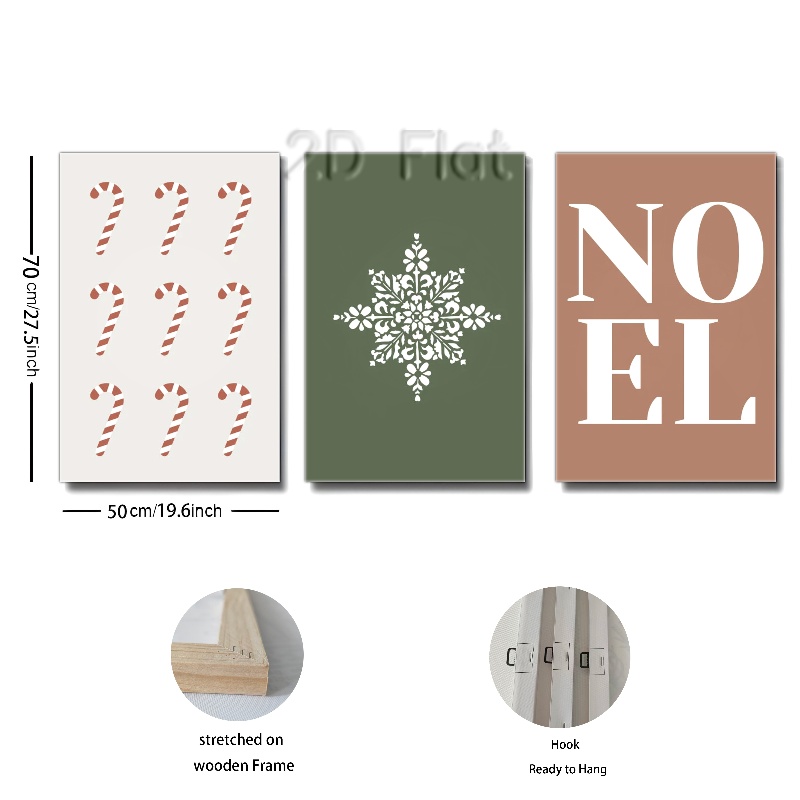 2D Flat
NO
EL
70 cm/27.5inch
50 cm/19.6inch
stretched on
wooden Frame
Hook
Ready to Hang